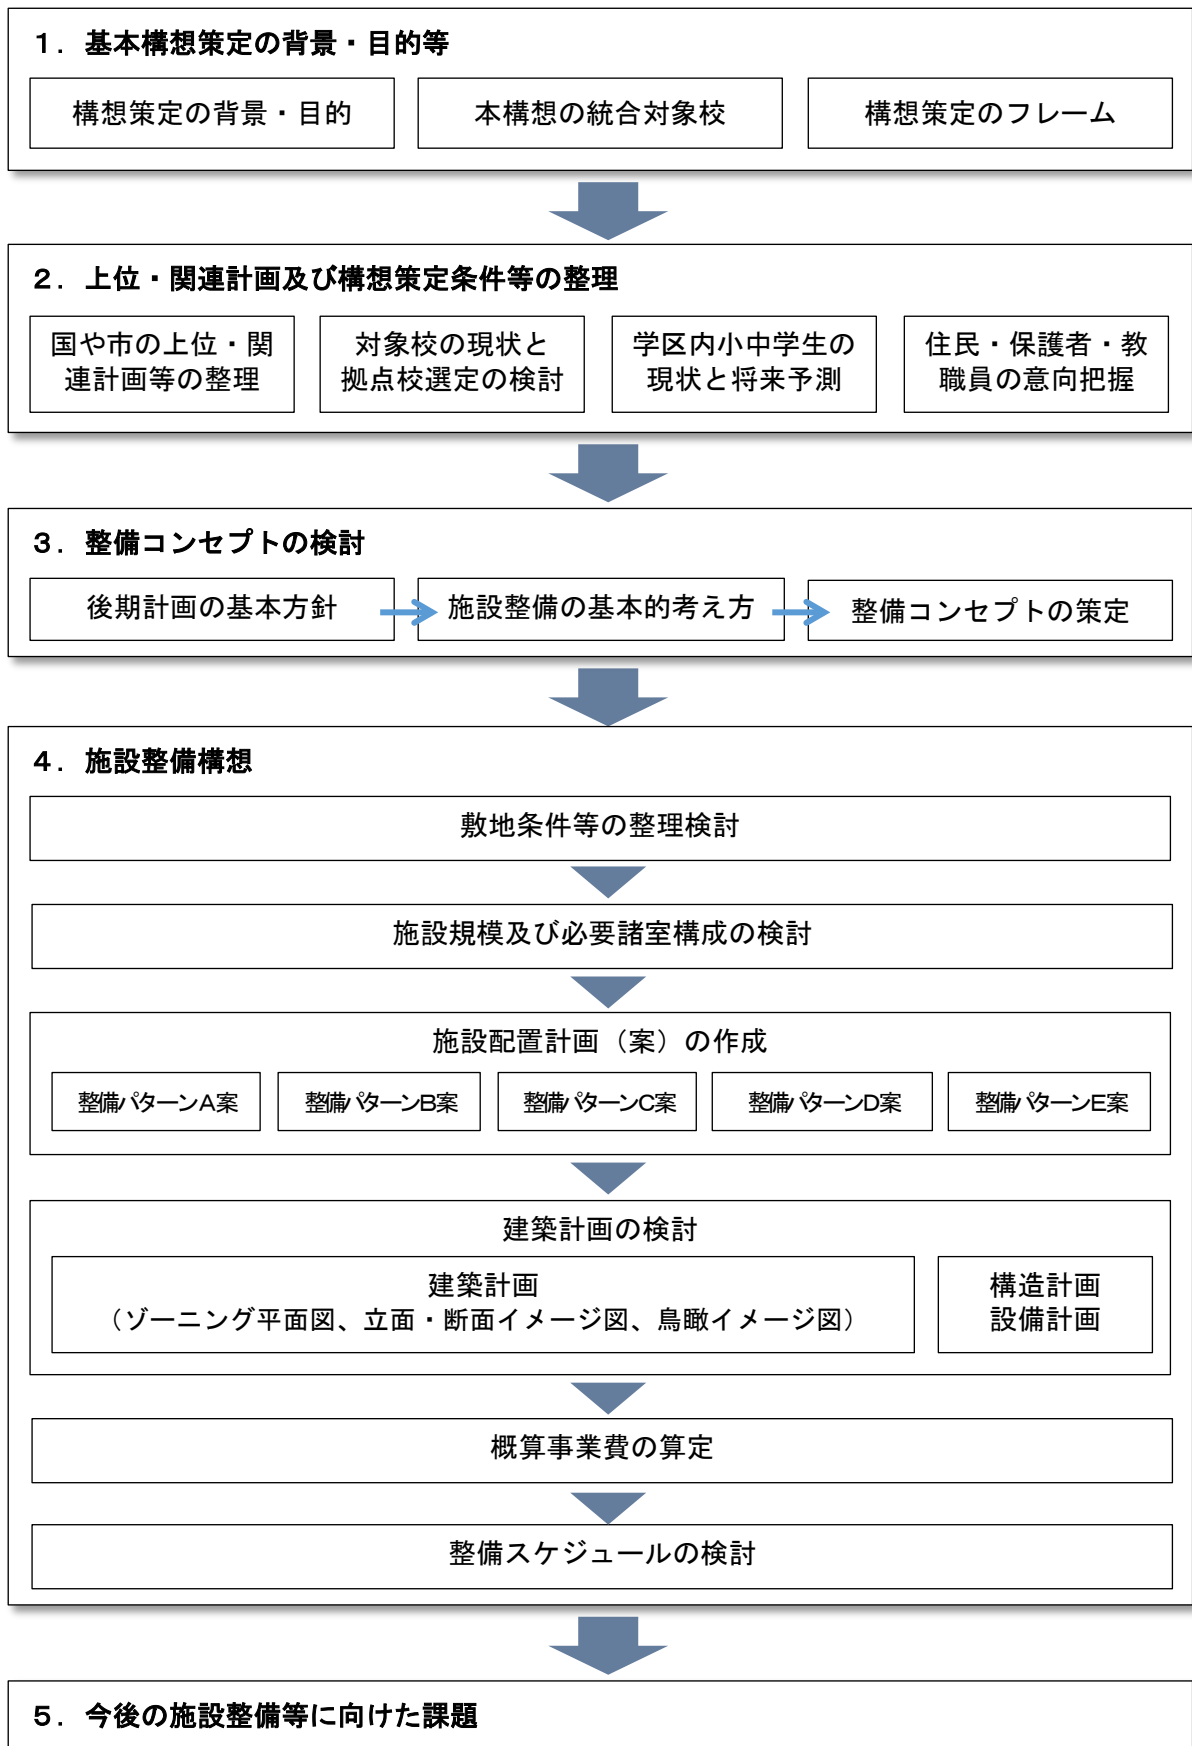 １．基本構想策定の背景・目的等
構想策定の背景・目的
本構想の統合対象校
構想策定のフレーム
２．上位・関連計画及び構想策定条件等の整理
国や市の上位・関
連計画等の整理
対象校の現状と
拠点校選定の検討
学区内小中学生の
現状と将来予測
住民・保護者・教
職員の意向把握
３．整備コンセプトの検討
後期計画の基本方針
施設整備の基本的考え方
整備コンセプトの策定
４．施設整備構想
敷地条件等の整理検討
施設規模及び必要諸室構成の検討
施設配置計画（案）の作成
整備パターンA案
整備パターンB案
整備パターンC案
整備パターンD案
整備パターンE案
建築計画の検討
建築計画
（ゾーニング平面図、立面・断面イメージ図、鳥瞰イメージ図）
構造計画
設備計画
概算事業費の算定
整備スケジュールの検討
５．今後の施設整備等に向けた課題